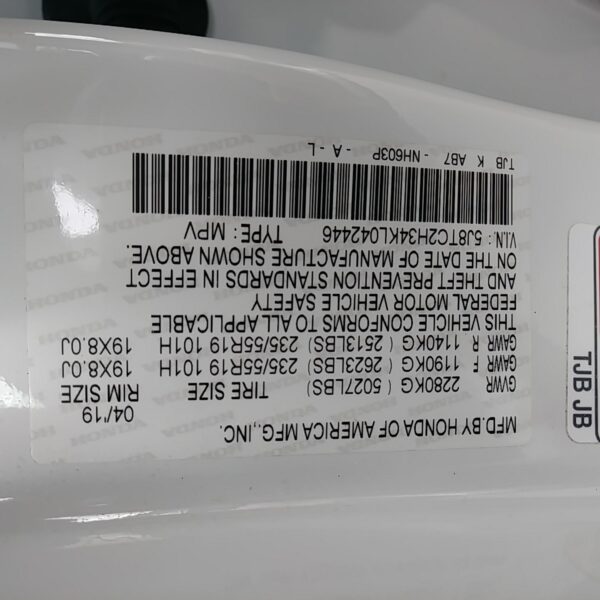 MFD.BY HONDA OF AMERICA MFG.,INC. 04/'19
GVWR 2280KG ( 5027LBS) TIRE SIZE RIM SIZE
GAWR F 1190KG ( 2623LBS) 235/55R19 101H 19X8.0J
GAWR R 1140KG ( 2513LBS) 235/55R19 101H 19X8.0J
THIS VEHICLE CONFORMS TO ALL APPLICABLE
FEDERAL MOTOR VEHICLE SAFETY
AND THEFT PREVENTION STANDARDS IN EFFECT
ON THE DATE OF MANUFACTURE SHOWN ABOVE.
V.I.N.: 5J8TC2H34KL042446 TYPE: MPV
TJB K AB7 - NH603P - A - L
TJB JB